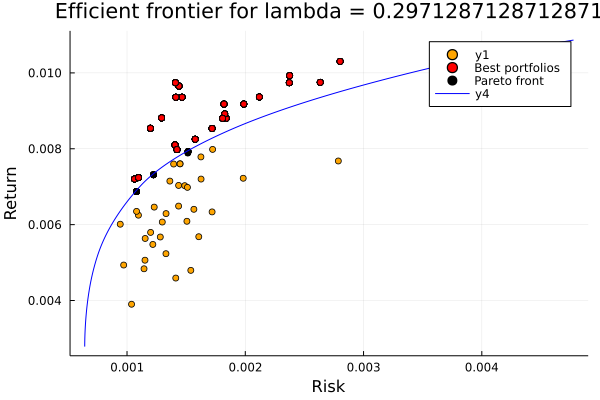 Efficient frontier for lambda = 0.2971287128712871
y1
Best portfolios
Pareto front
y4
0.010
0.008
0.006
0.004
Return
0.001
0.002
0.003
0.004
Risk